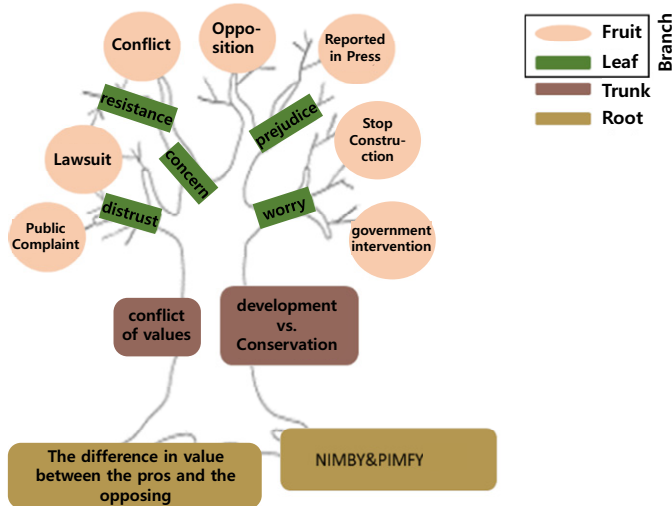 Conflict
Oppo-
sition
Reported
in Press
resistance
prejudice
Stop
Constru-
ction
Lawsuit
concern
distrust
worry
Public
Complaint
government
intervention
conflict
of values
development
vs.
Conservation
The difference in value
between the pros and the
opposing
NIMBY&PIMFY
Fruit
Leaf
Branch
Trunk
Root